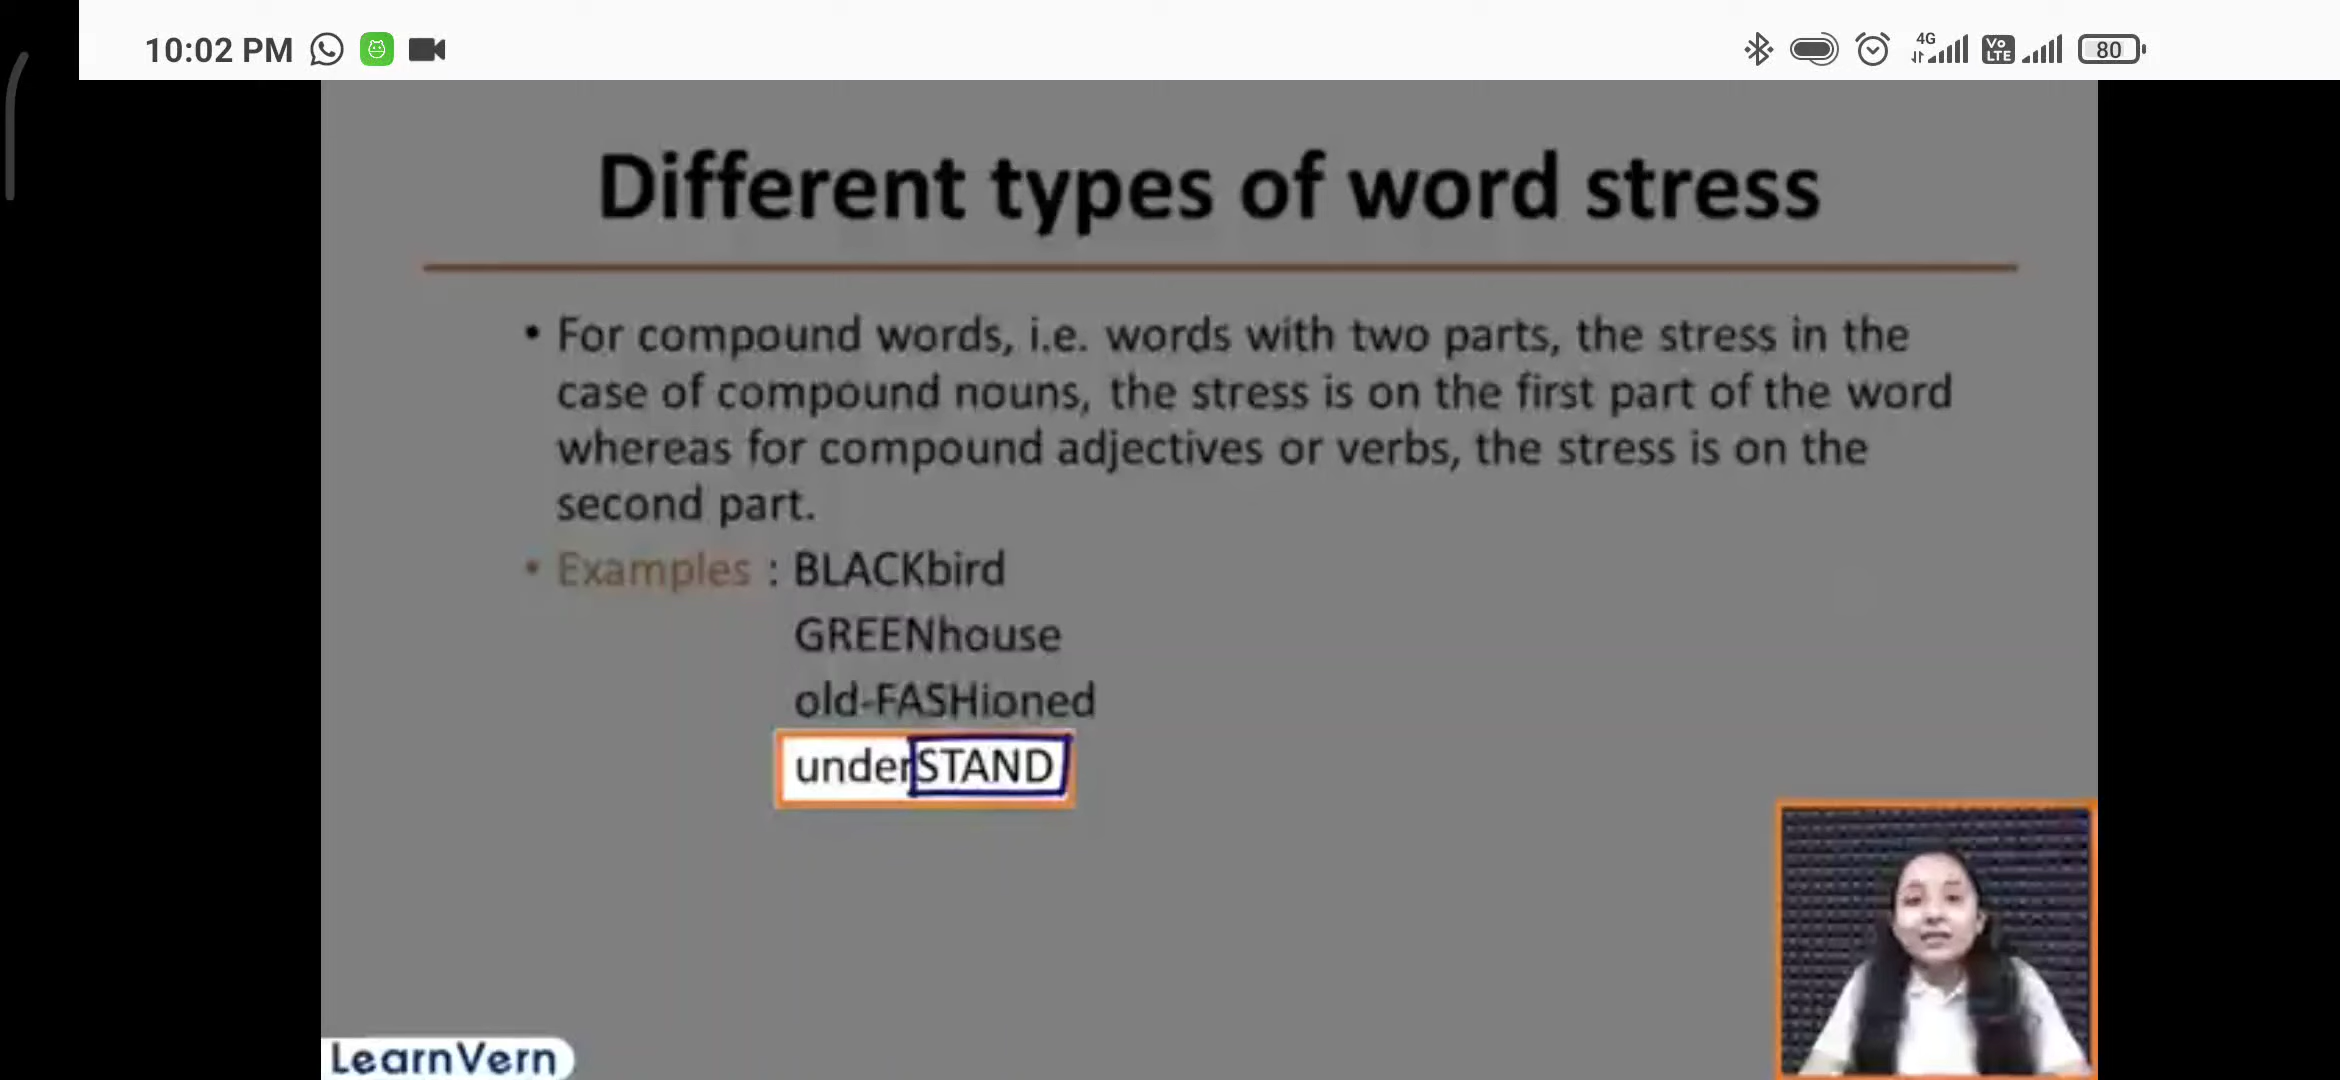 10:02 PM
4G
Vo
LTE
80
Different types of word stress
• For compound words, i.e. words with two parts, the stress in the
case of compound nouns, the stress is on the first part of the word
whereas for compound adjectives or verbs, the stress is on the
second part.
• Examples : BLACKbird
GREENhouse
old-FASHioned
underSTAND
LearnVern